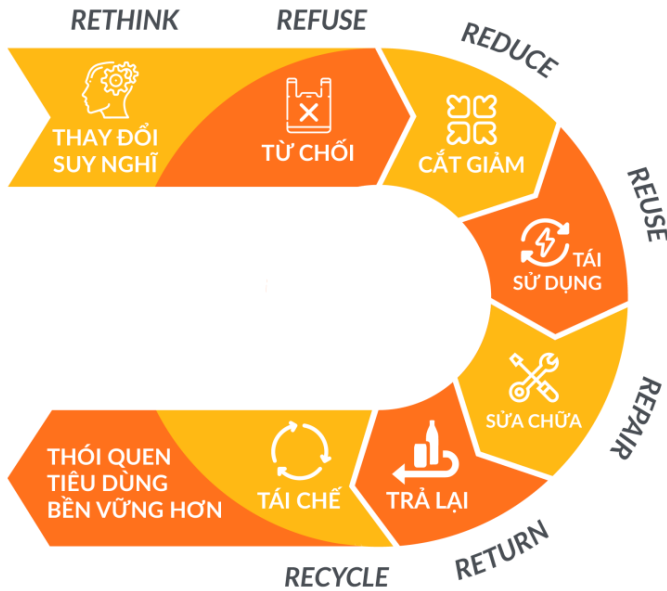 RETHINK
THAY ĐỔI
SUY NGHĨ
REFUSE
TỪ CHỐI
REDUCE
CẮT GIẢM
REUSE
TÁI
SỬ DỤNG
REPAIR
SỬA CHỮA
RETURN
TRẢ LẠI
RECYCLE
TÁI CHẾ
THÓI QUEN
TIÊU DÙNG
BỀN VỮNG HƠN